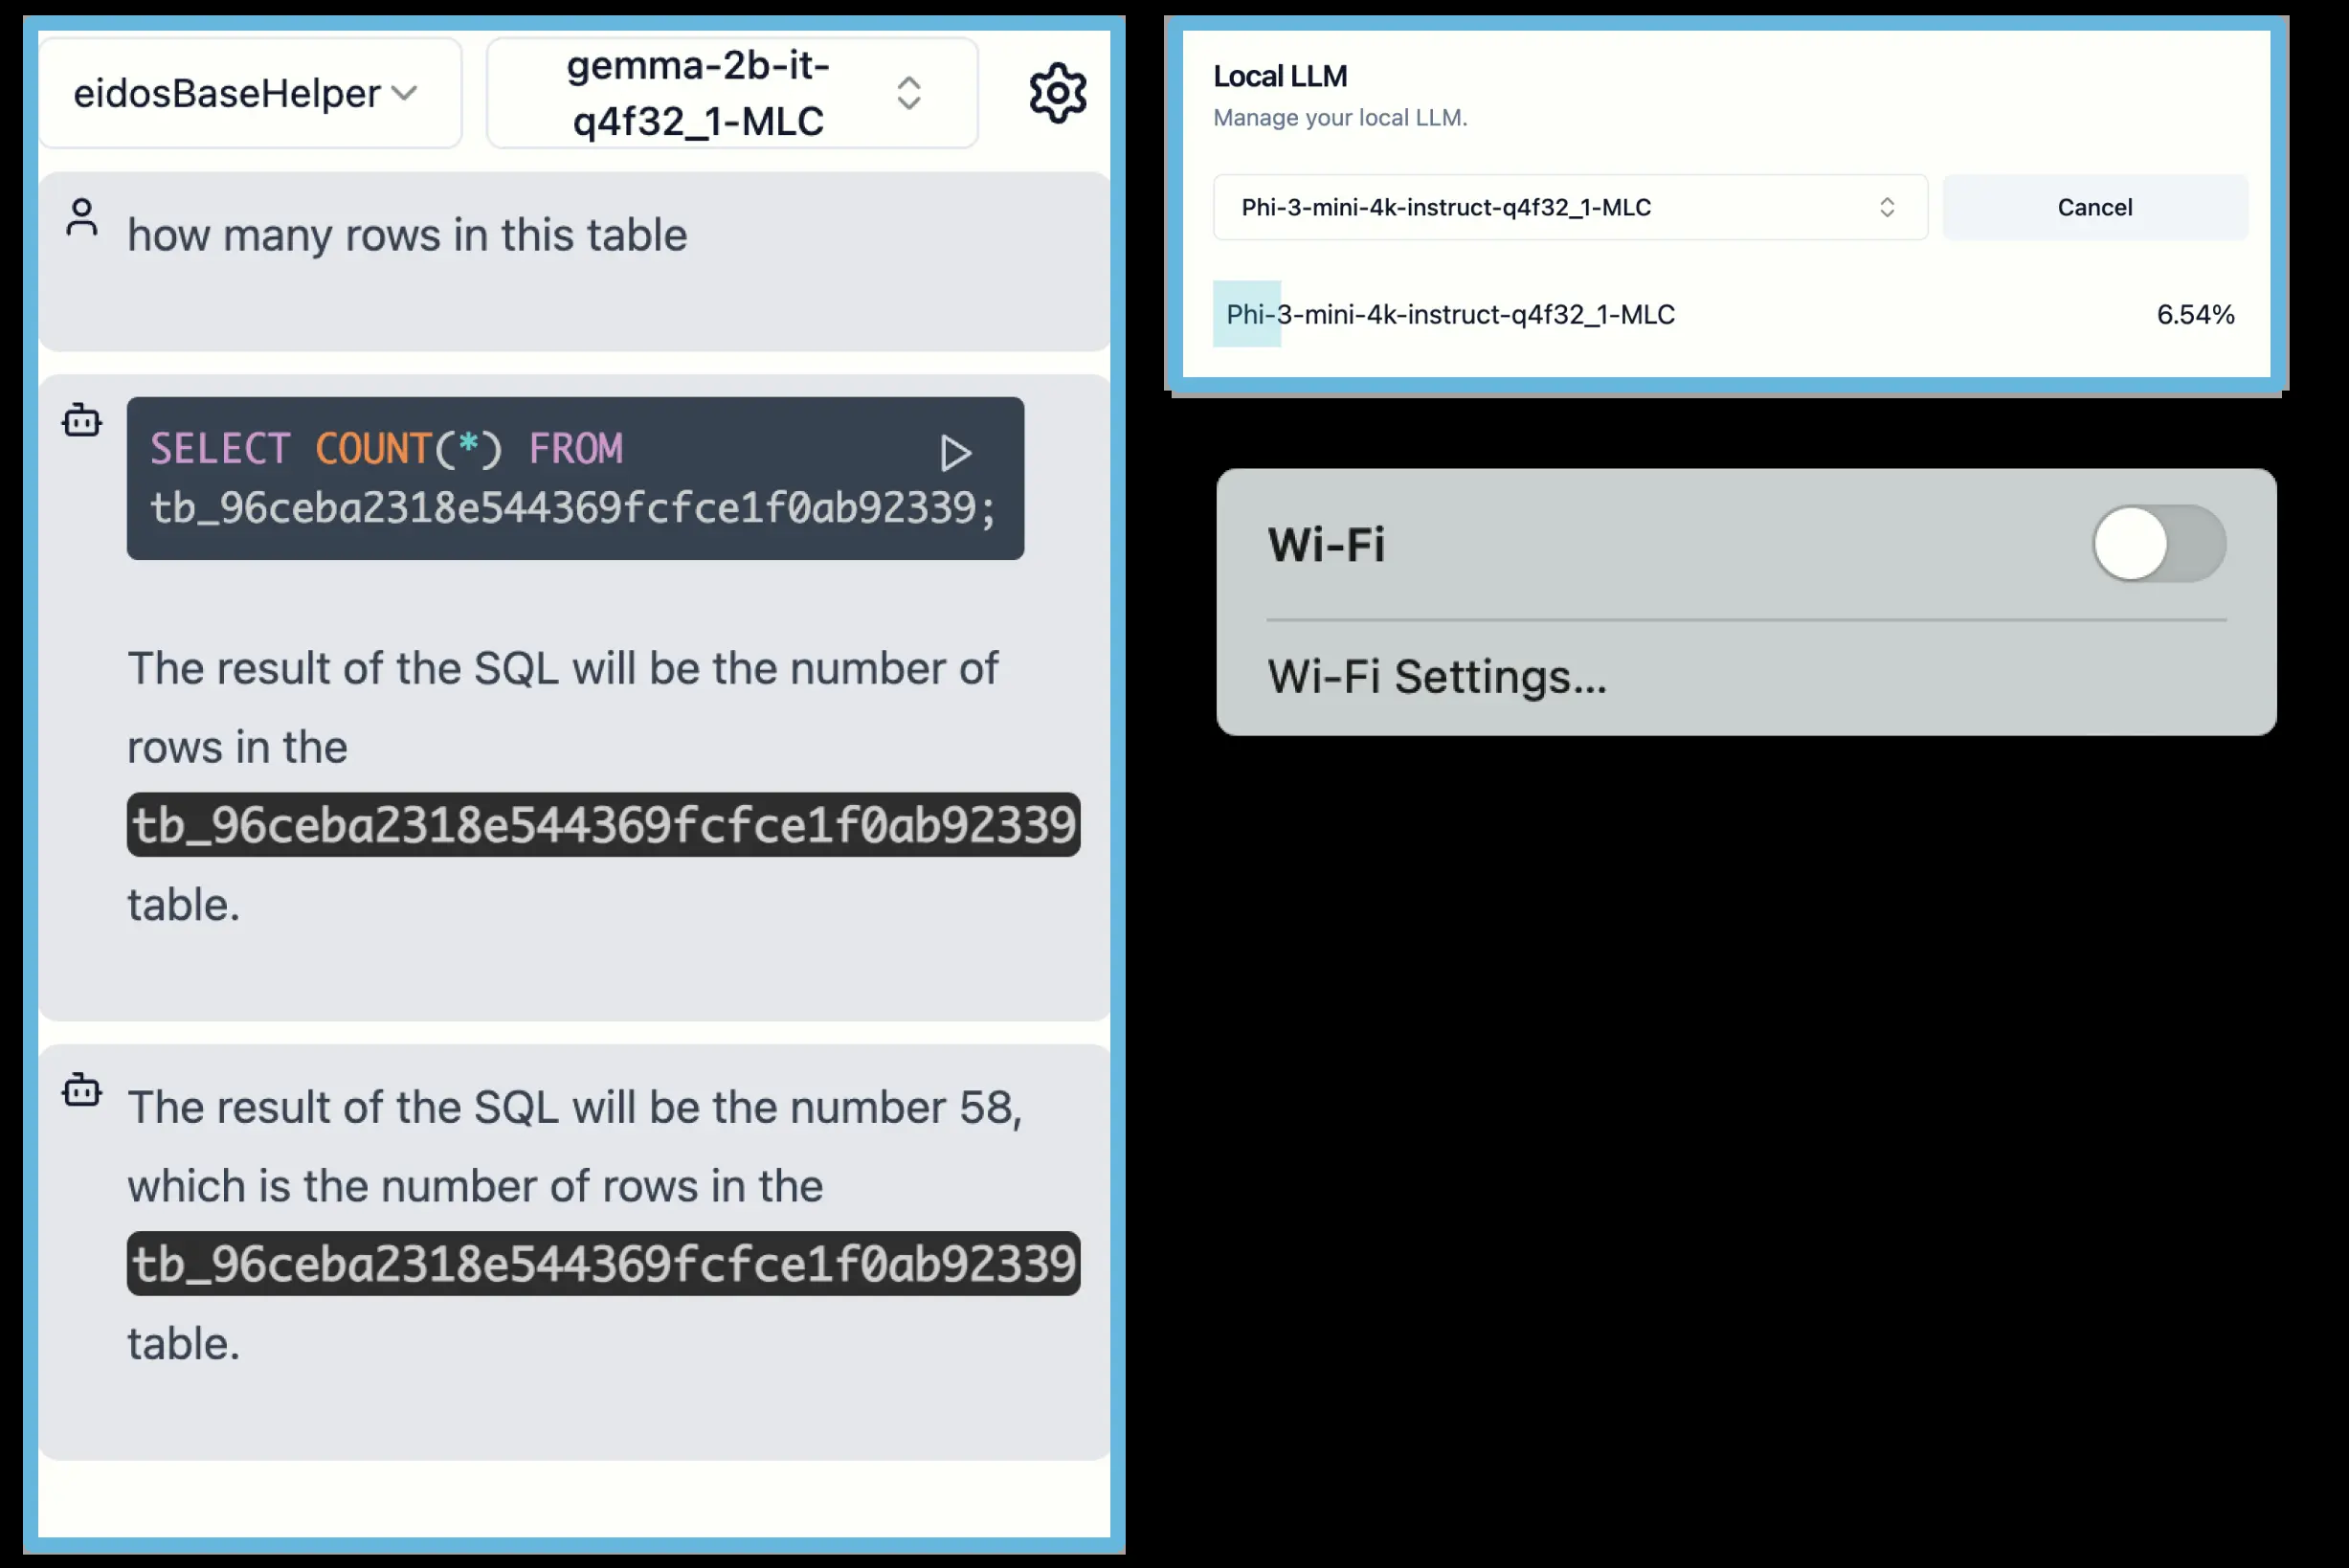 eidosBaseHelper
gemma-2b-it-
q4f32_1-MLC
how many rows in this table
SELECT COUNT(*) FROM
tb_96ceba2318e544369fcfce1f0ab92339;
The result of the SQL will be the number of
rows in the
tb_96ceba2318e544369fcfce1f0ab92339
table.
The result of the SQL will be the number 58,
which is the number of rows in the
tb_96ceba2318e544369fcfce1f0ab92339
table.
Local LLM
Manage your local LLM.
Phi-3-mini-4k-instruct-q4f32_1-MLC
Cancel
Phi-3-mini-4k-instruct-q4f32_1-MLC
6.54%
Wi-Fi
Wi-Fi Settings...